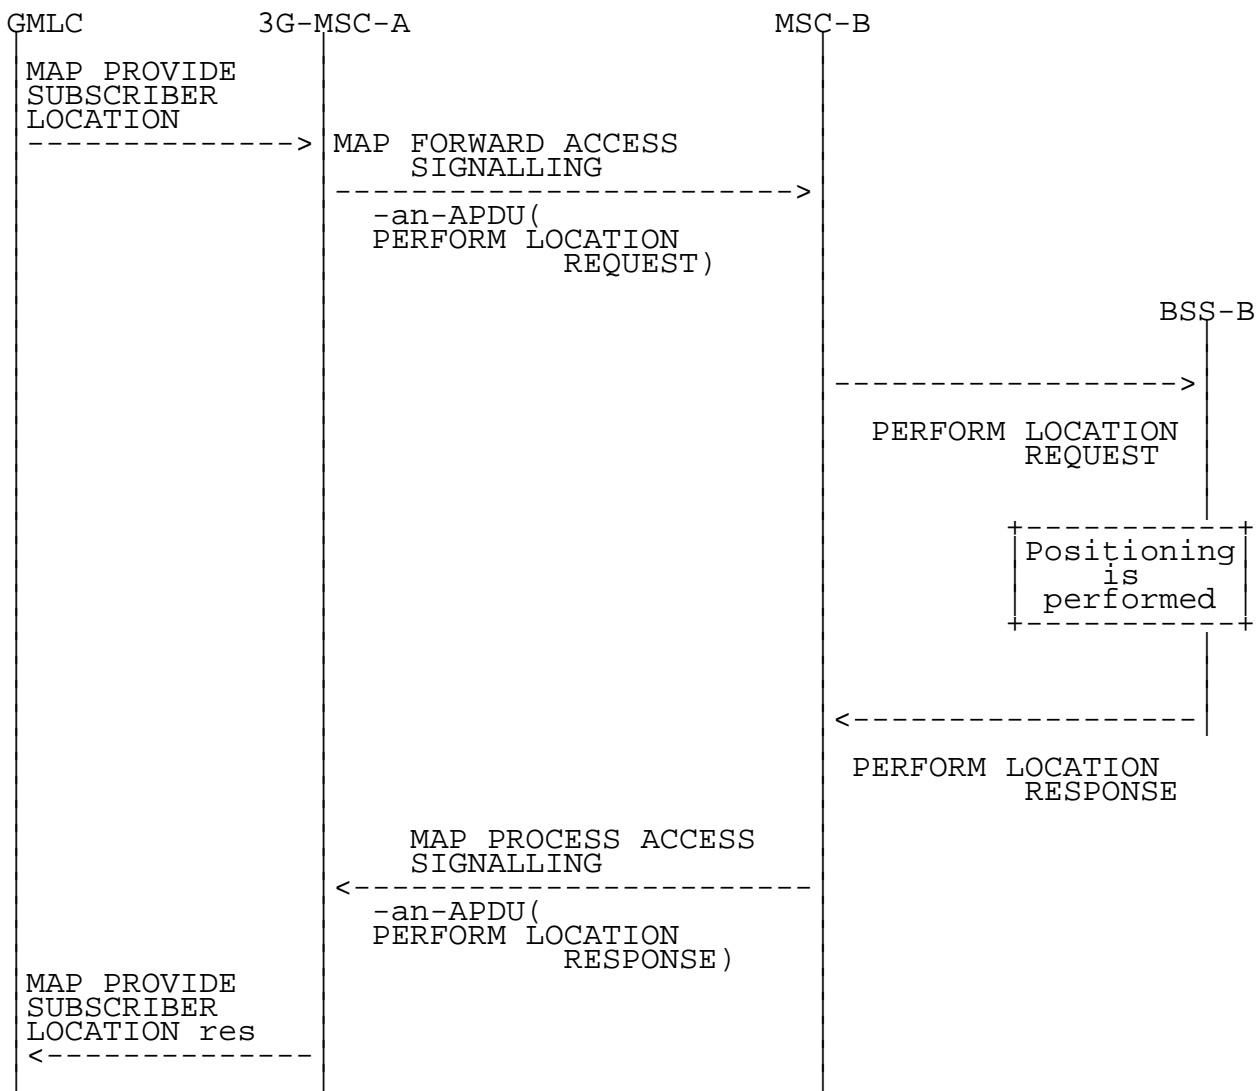 GMLC 3G-MSC-A MSC-B
MAP PROVIDE
SUBSCRIBER
LOCATION
MAP FORWARD ACCESS
SIGNALLING
-an-APDU(
PERFORM LOCATION
REQUEST)
BSS-B
PERFORM LOCATION
REQUEST
Positioning
is
performed
PERFORM LOCATION
RESPONSE
MAP PROCESS ACCESS
SIGNALLING
-an-APDU(
PERFORM LOCATION
RESPONSE)
MAP PROVIDE
SUBSCRIBER
LOCATION res